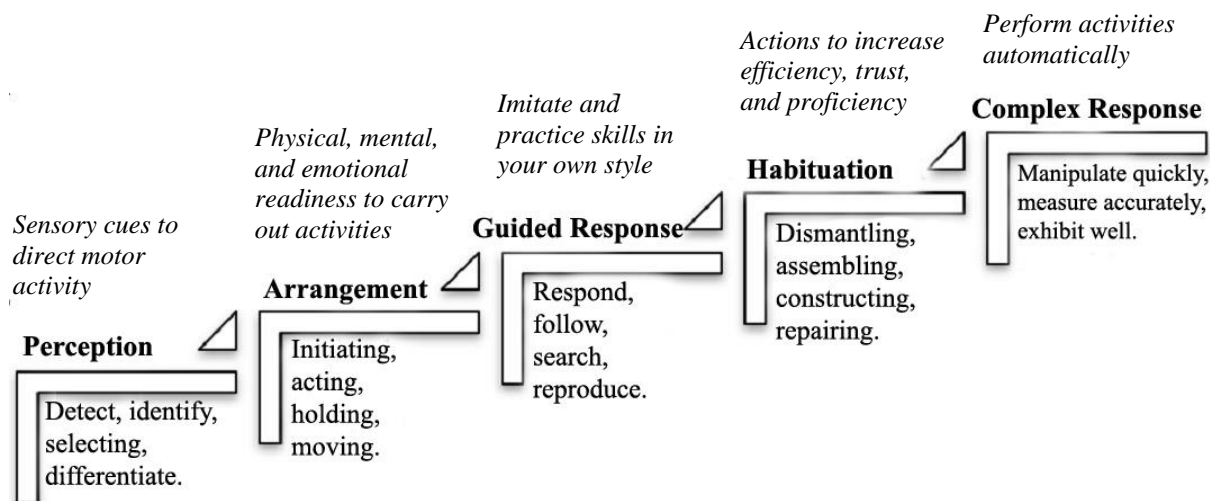 Sensory cues to
direct motor
activity
Perception
Detect, identify,
selecting,
differentiate.
Physical, mental,
and emotional
readiness to carry
out activities
Arrangement
Initiating,
acting,
holding,
moving.
Imitate and
practice skills in
your own style
Guided Response
Respond,
follow,
search,
reproduce.
Actions to increase
efficiency, trust,
and proficiency
Habituation
Dismantling,
assembling,
constructing,
repairing.
Perform activities
automatically
Complex Response
Manipulate quickly,
measure accurately,
exhibit well.